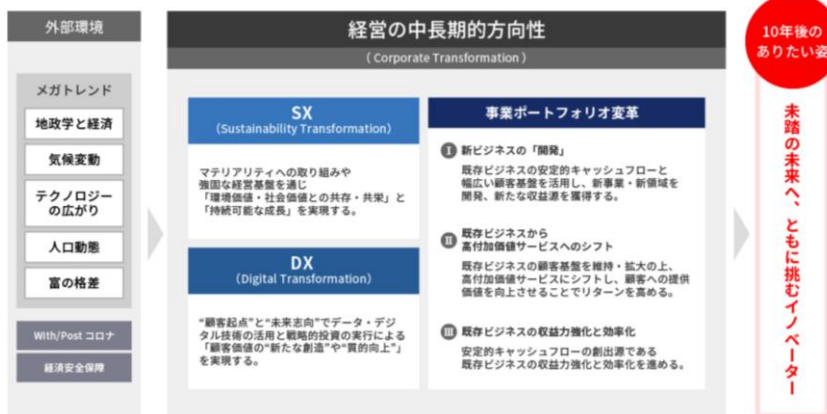 外部環境
メガトレンド
地政学と経済
気候変動
テクノロジー
の広がり
人口動態
富の格差
With/Post コロナ
経済安全保障
経営の中長期的方向性
（Corporate Transformation）
SX
（Sustainability Transformation）
マテリアリティへの取り組みや
強固な経営基盤を通じ
「環境価値・社会価値との共存・共栄」と
「持続可能な成長」を実現する。
DX
（Digital Transformation）
“顧客起点”と“未来志向”でデータ・デジ
タル技術の活用と戦略的投資の実行による
「顧客価値の“新たな創造”や“質的向上”」
を実現する。
事業ポートフォリオ変革
I 新ビジネスの「開発」
既存ビジネスの安定的キャッシュフローと
幅広い顧客基盤を活用し、新事業・新領域を
開発、新たな収益源を獲得する。
II 既存ビジネスから
高付加価値サービスへのシフト
既存ビジネスの顧客基盤を維持・拡大の上、
高付加価値サービスにシフトし、顧客への提供
価値を向上させることでリターンを高める。
III 既存ビジネスの収益力強化と効率化
安定的キャッシュフローの創出源である
既存ビジネスの収益力強化と効率化を進める。
10年後の
ありたい姿
未踏の未来へ、ともに挑むイノベーター